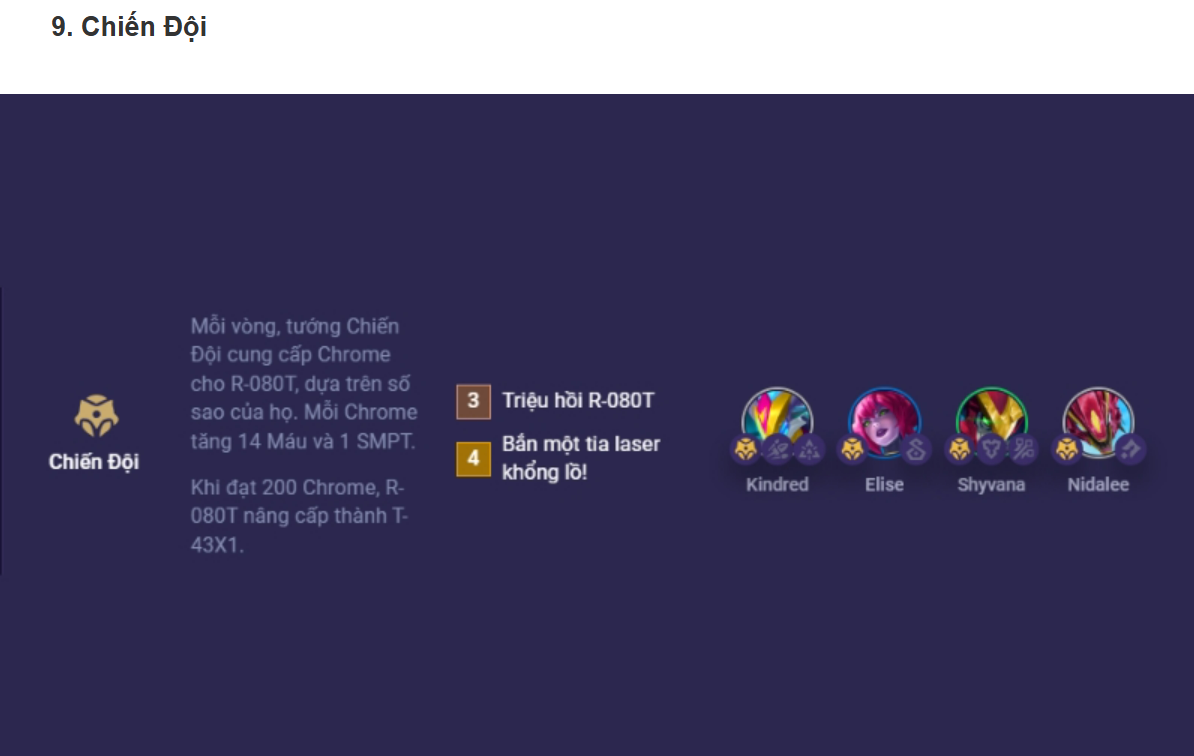 9. Chiến Đội
Chiến Đội
Mỗi vòng, tướng Chiến
Đội cung cấp Chrome
cho R-080T, dựa trên số
sao của họ. Mỗi Chrome
tăng 14 Máu và 1 SMPT.
Khi đạt 200 Chrome, R-
080T nâng cấp thành T-
43X1.
3 Triệu hồi R-080T
4 Bắn một tia laser
khổng lồ!
Kindred Elise Shyvana Nidalee